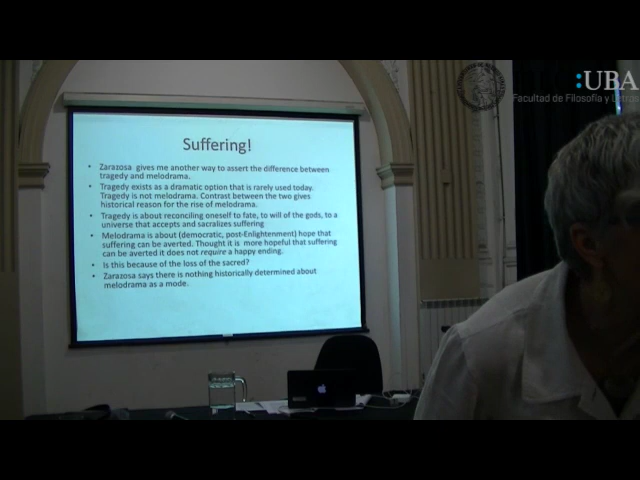 :UBA
Facultad de Filosofía y Letras
Suffering!
• Zarazosa gives me another way to assert the difference between
tragedy and melodrama.
• Tragedy exists as a dramatic option that is rarely used today.
Tragedy is not melodrama. Contrast between the two gives
historical reason for the rise of melodrama.
• Tragedy is about reconciling oneself to fate, to will of the gods, to a
universe that accepts and sacralizes suffering
• Melodrama is about (democratic, post-Enlightenment) hope that
suffering can be averted. Thought it is more hopeful that suffering
can be averted it does not require a happy ending.
• Is this because of the loss of the sacred?
• Zarazosa says there is nothing historically determined about
melodrama as a mode.